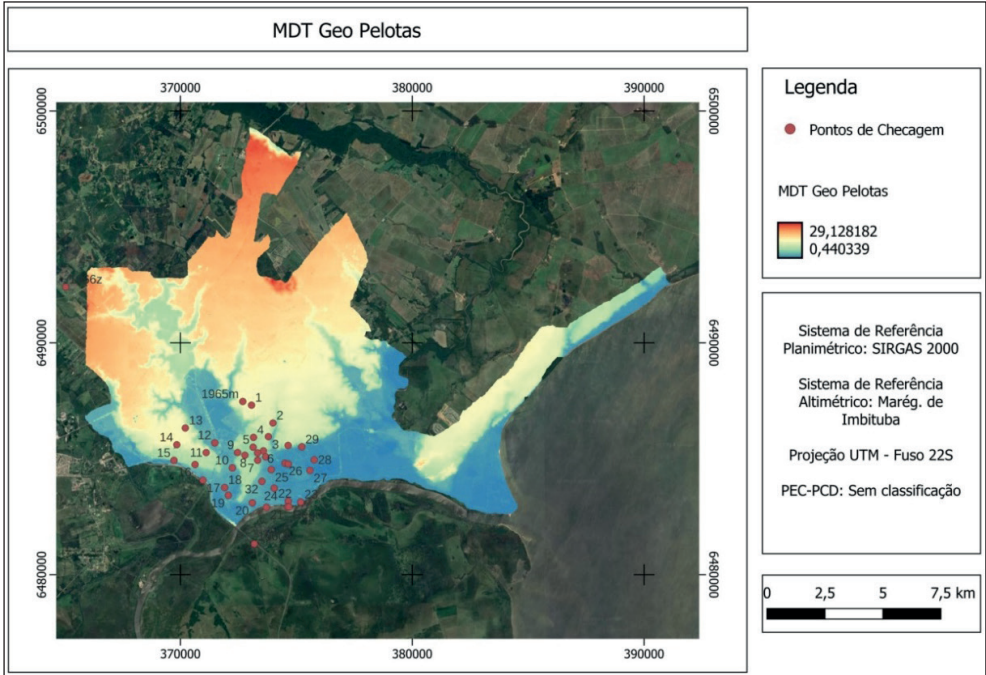 MDT Geo Pelotas
370000 380000 390000
6500000 6500000
6490000 6490000
6480000 6480000
370000 380000 390000
6z
1965m
1
2
13
4
5
3
29
14
12
9
11
8
7
6
28
15
10
26
27
25
18
17
32
22
19
24
20
Legenda
Pontos de Checagem
MDT Geo Pelotas
29,128182
0,440339
Sistema de Referência
Planimétrico: SIRGAS 2000
Sistema de Referência
Altimétrico: Marég. de
Imbituba
Projeção UTM - Fuso 22S
PEC-PCD: Sem classificação
0 2,5 5 7,5 km